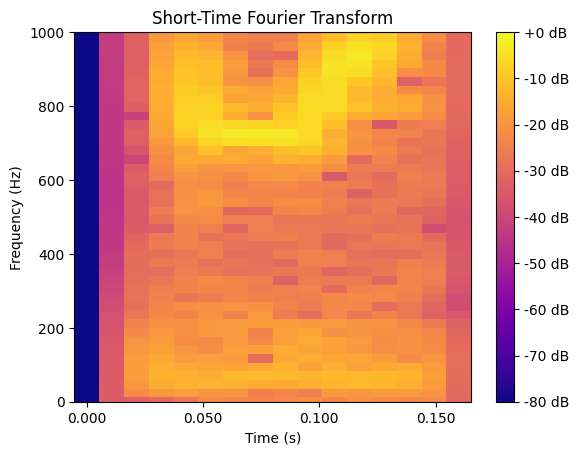 Short-Time Fourier Transform
1000
800
600
400
200
0
Frequency (Hz)
0.000
0.050
0.100
0.150
Time (s)
+0 dB
-10 dB
-20 dB
-30 dB
-40 dB
-50 dB
-60 dB
-70 dB
-80 dB